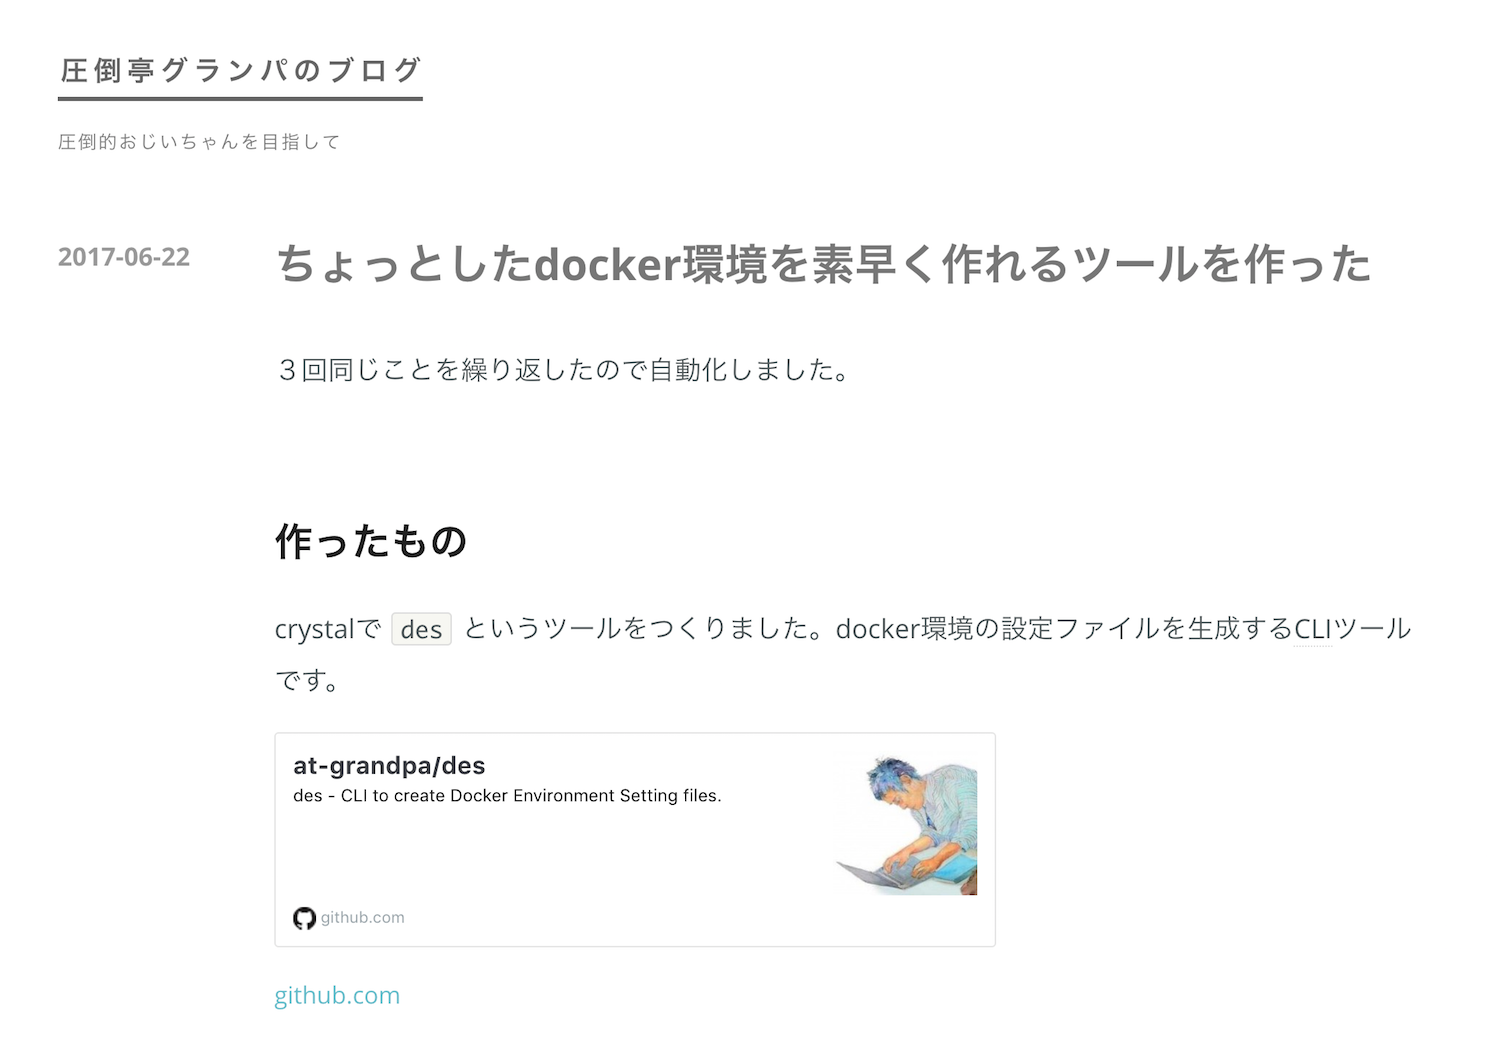 圧倒亭グランパのブログ
圧倒的おじいちゃんを目指して
2017-06-22
ちょっとしたdocker環境を素早く作れるツールを作った
３回同じことを繰り返したので自動化しました。
作ったもの
crystalで des というツールをつくりました。docker環境の設定ファイルを生成するCLIツール
です。
at-grandpa/des
des - CLI to create Docker Environment Setting files.
github.com
github.com